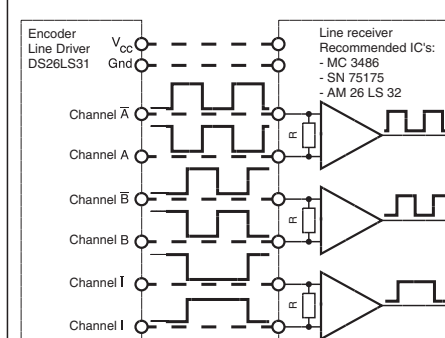 Encoder
Line Driver
DS26LS31
VCC
Gnd
Line receiver
Recommended IC's:
- MC 3486
- SN 75175
- AM 26 LS 32
Channel A̅
R
Channel A
Channel B̅
R
Channel B
Channel I̅
R
Channel I